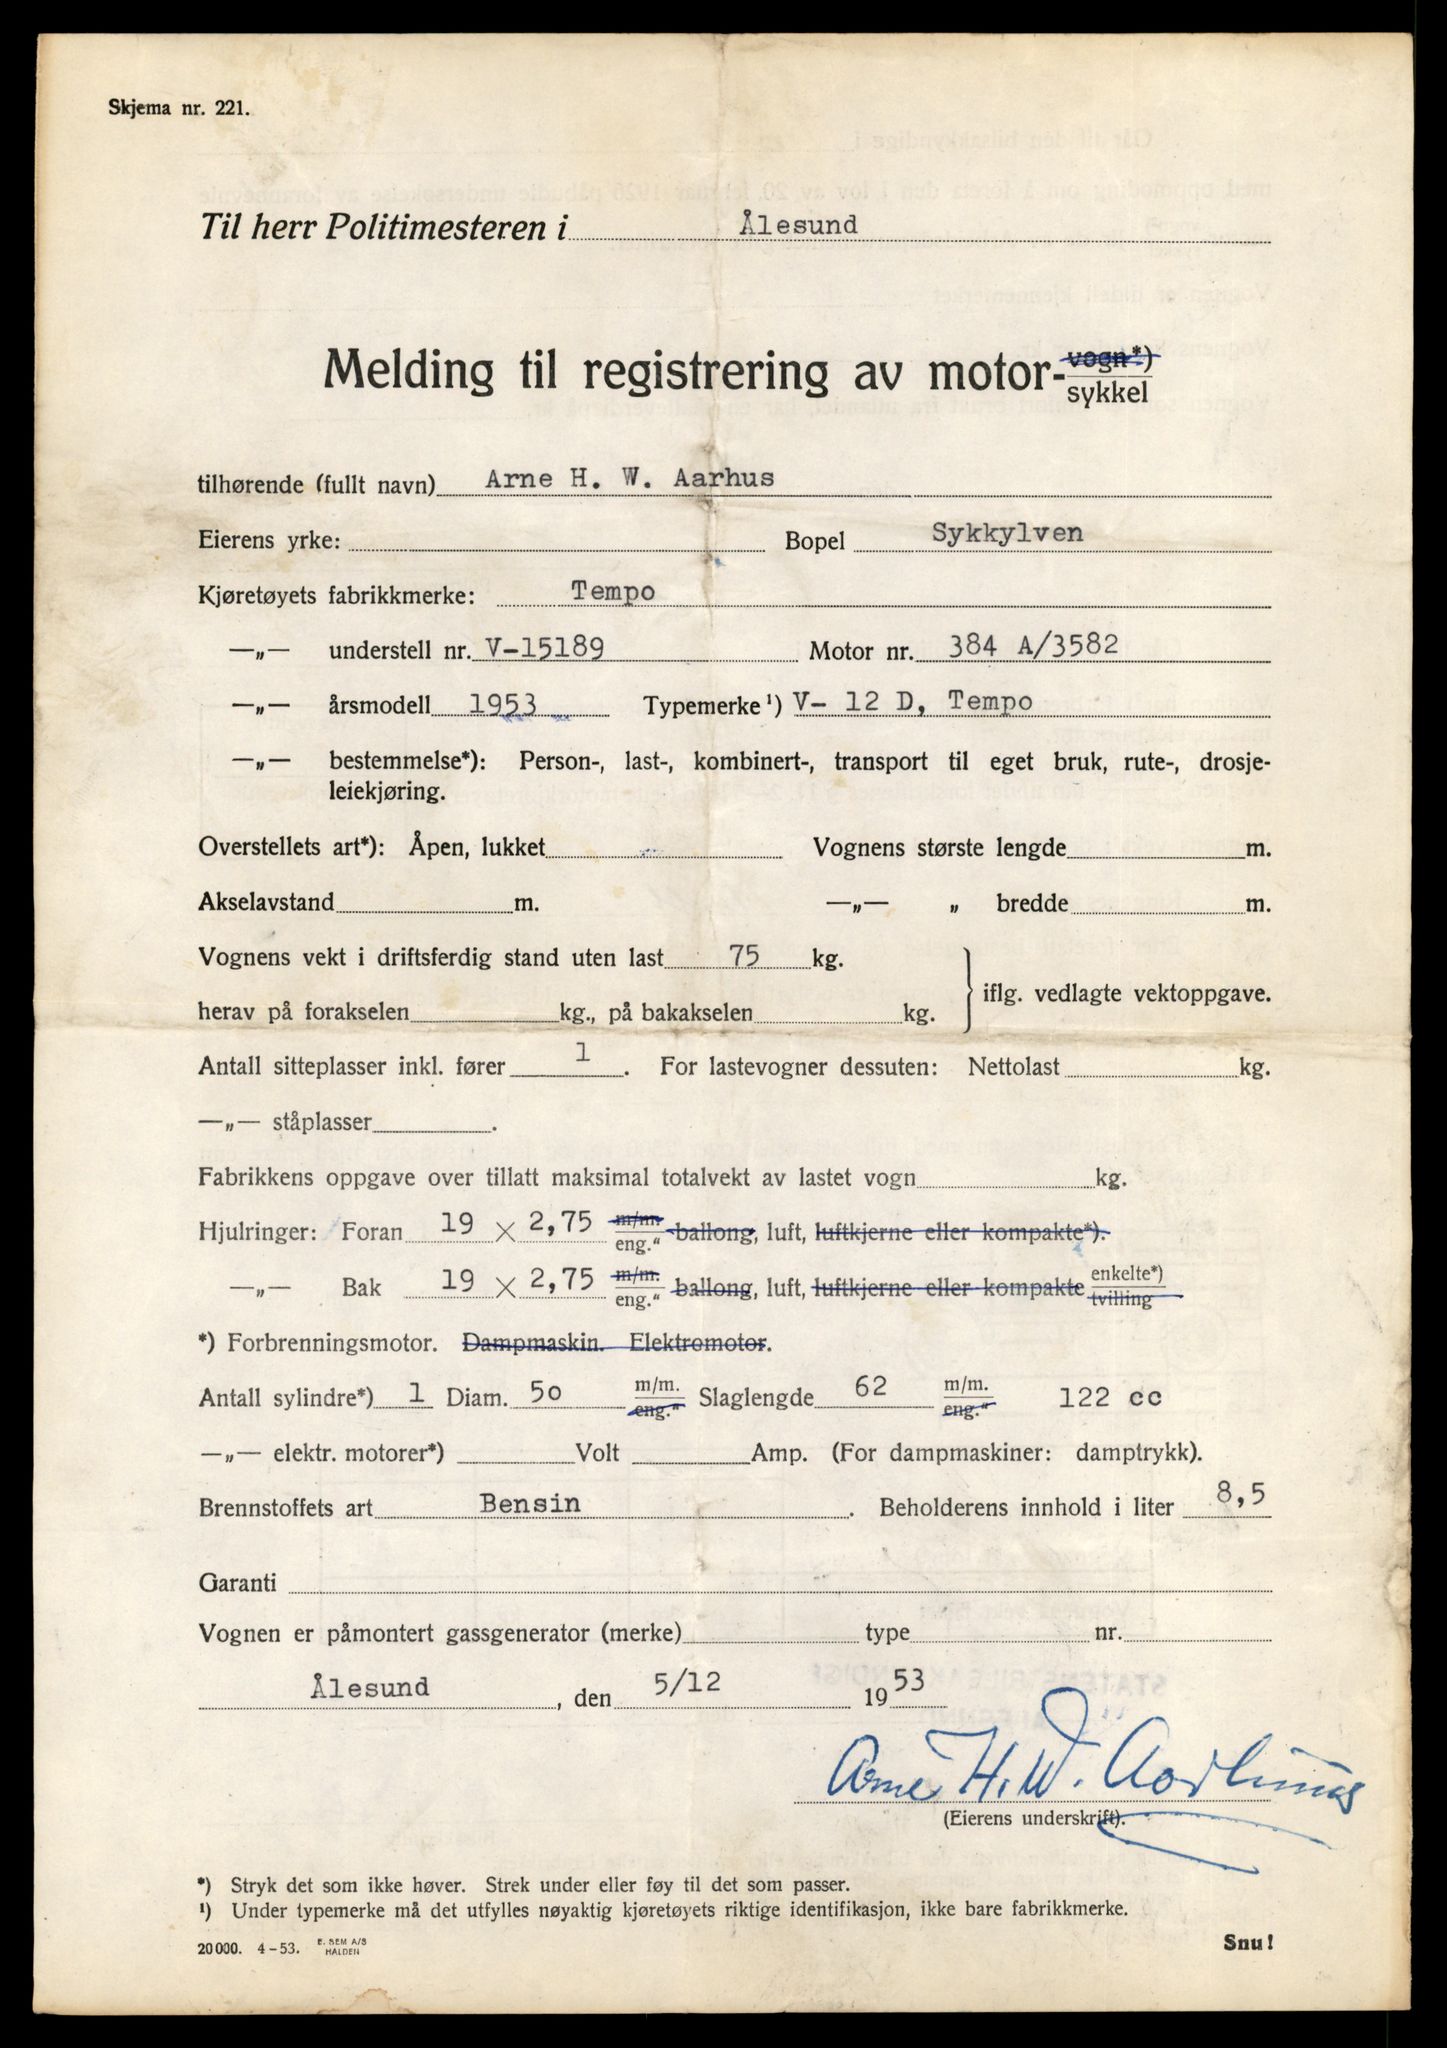 Skjema nr. 221.
Til herr Politimesteren i Ålesund
Melding til registrering av motor-vogn*)
sykkel
tilhørende (fullt navn) Arne H. W. Aarhus
Eierens yrke: Bopel Sykkylven
Kjøretøyets fabrikkmerke: Tempo
—„— understell nr. V-15189 Motor nr. 384 A/3582
—„— årsmodell 1953 Typemerke¹) V- 12 D, Tempo
—„— bestemmelse*): Person-, last-, kombinert-, transport til eget bruk, rute-, drosje-
leiekjøring.
Overstellets art*): Åpen, lukket Vognens største lengde m.
Akselavstand m. —„— „ bredde m.
Vognens vekt i driftsferdig stand uten last 75 kg.
herav på forakselen kg., på bakakselen kg. iflg. vedlagte vektoppgave.
Antall sitteplasser inkl. fører 1. For lastevogner dessuten: Nettolast kg.
—„— ståplasser.
Fabrikkens oppgave over tillatt maksimal totalvekt av lastet vogn kg.
Hjulringer: Foran 19 × 2,75 m/m. eng.“ ballong, luft, luftkjerne eller kompakte*).
—„— Bak 19 × 2,75 m/m. eng.“ ballong, luft, luftkjerne eller kompakte enkelte*) tvilling
*) Forbrenningsmotor. Dampmaskin. Elektromotor.
Antall sylindre*) 1 Diam. 50 m/m. eng.“ Slaglengde 62 m/m. eng.“ 122 cc
—„— elektr. motorer*) Volt Amp. (For dampmaskiner: damptrykk).
Brennstoffets art Bensin. Beholderens innhold i liter 8,5
Garanti
Vognen er påmontert gassgenerator (merke) type nr.
Ålesund, den 5/12 1953
Arne H. W. Aarhus
(Eierens underskrift).
*) Stryk det som ikke høver. Strek under eller føy til det som passer.
¹) Under typemerke må det utfylles nøyaktig kjøretøyets riktige identifikasjon, ikke bare fabrikkmerke.
20 000. 4-53. E. SEM A/S
HALDEN
Snu!